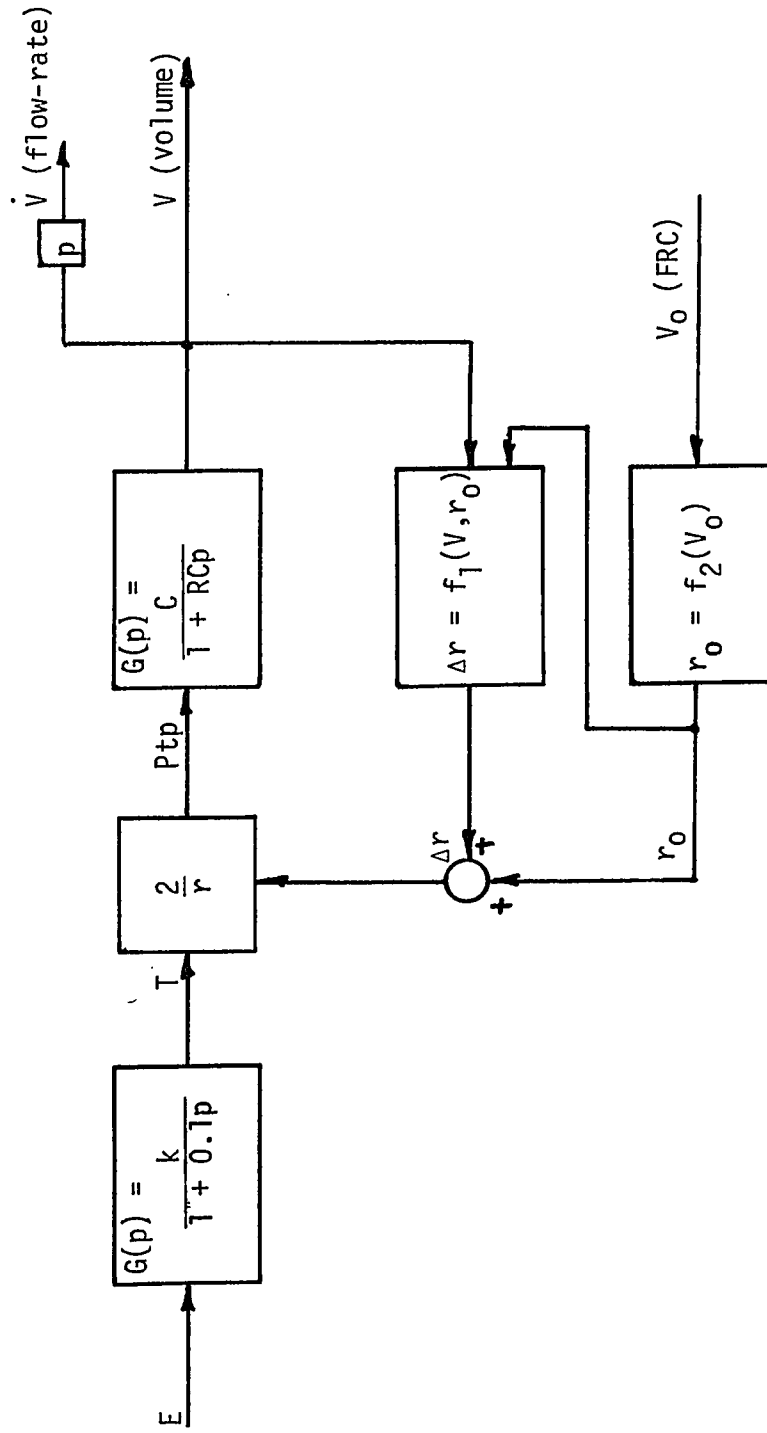 E
G(p) =
k
1 + 0.1p
T
2
r
Ptp
G(p) =
C
1 + RCp
p
V̇ (flow-rate)
V (volume)
Δr
+
+
Δr = f₁(V,r₀)
r₀
r₀ = f₂(V₀)
V₀ (FRC)